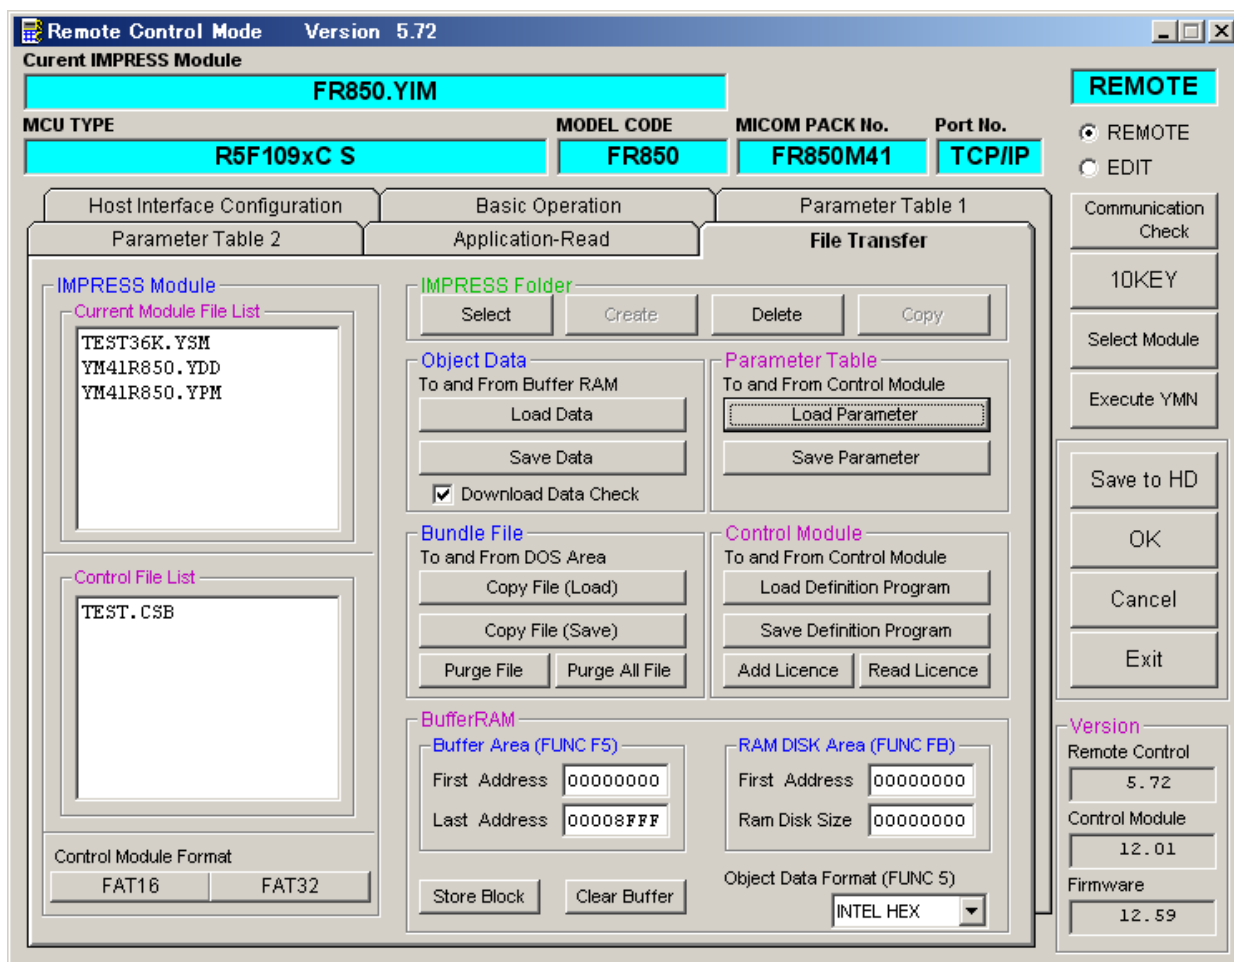 Remote Control Mode Version 5.72
Curent IMPRESS Module
FR850.YIM
REMOTE
MCU TYPE MODEL CODE MICOM PACK No. Port No.
R5F109xC S FR850 FR850M41 TCP/IP
REMOTE
EDIT
Host Interface Configuration Basic Operation Parameter Table 1
Parameter Table 2 Application-Read File Transfer
Communication
Check
10KEY
Select Module
Execute YMN
Save to HD
OK
Cancel
Exit
IMPRESS Module
Current Module File List
TEST36K.YSM
YM41R850.YDD
YM41R850.YPM
Control File List
TEST.CSB
Control Module Format
FAT16 FAT32
IMPRESS Folder
Select Create Delete Copy
Object Data
To and From Buffer RAM
Load Data
Save Data
Download Data Check
Parameter Table
To and From Control Module
Load Parameter
Save Parameter
Bundle File
To and From DOS Area
Copy File (Load)
Copy File (Save)
Purge File Purge All File
Control Module
To and From Control Module
Load Definition Program
Save Definition Program
Add Licence Read Licence
BufferRAM
Buffer Area (FUNC F5)
First Address 00000000
Last Address 00008FFF
RAM DISK Area (FUNC FB)
First Address 00000000
Ram Disk Size 00000000
Store Block Clear Buffer
Object Data Format (FUNC 5)
INTEL HEX
Version
Remote Control
5.72
Control Module
12.01
Firmware
12.59